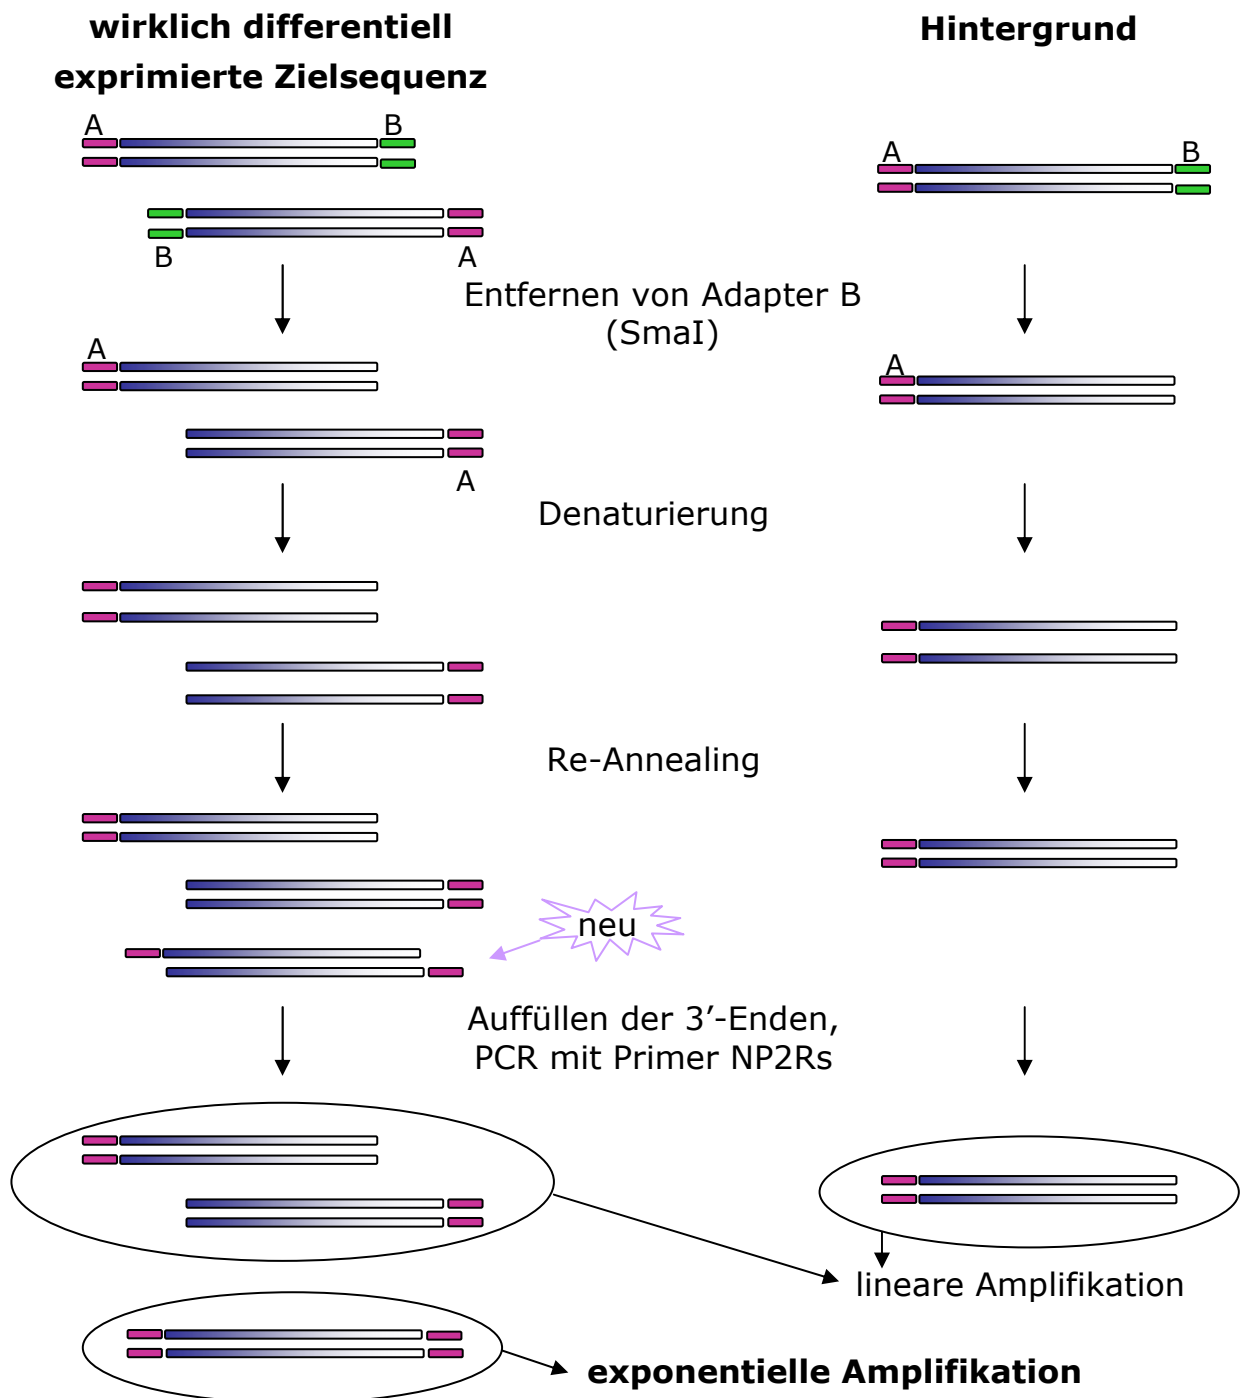 wirklich differentiell
exprimierte Zielsequenz
Hintergrund
A B
B A
A B
Entfernen von Adapter B
(SmaI)
A
A
A
Denaturierung
Re-Annealing
neu
Auffüllen der 3’-Enden,
PCR mit Primer NP2Rs
lineare Amplifikation
exponentielle Amplifikation